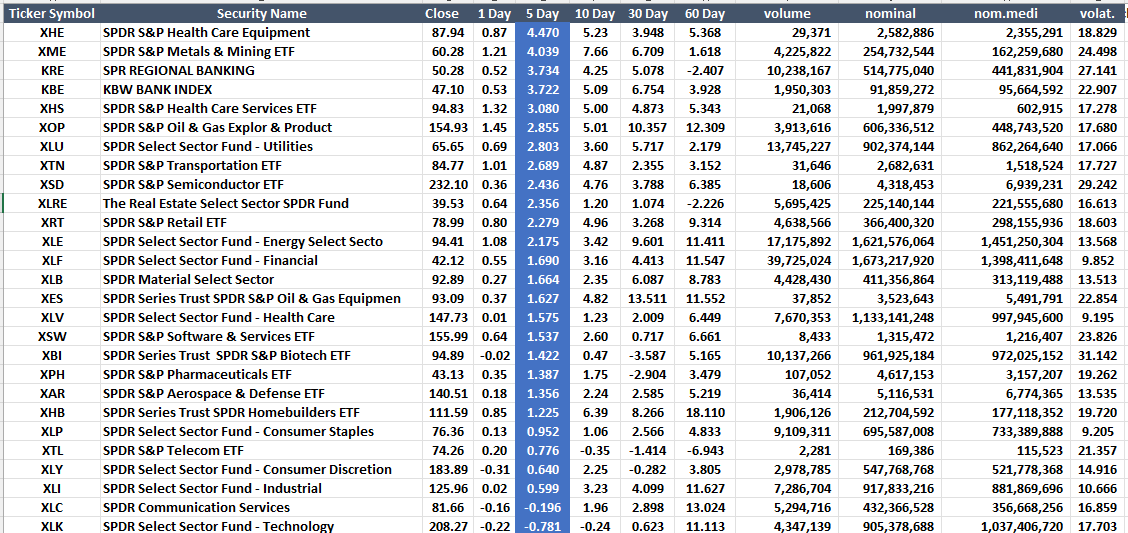 Ticker Symbol Security Name Close 1 Day 5 Day 10 Day 30 Day 60 Day volume nominal nom.medi volat.
XHE SPDR S&P Health Care Equipment 87.94 0.87 4.470 5.23 3.948 5.368 29,371 2,582,886 2,355,291 18.829
XME SPDR S&P Metals & Mining ETF 60.28 1.21 4.039 7.66 6.709 1.618 4,225,822 254,732,544 162,259,680 24.498
KRE SPR REGIONAL BANKING 50.28 0.52 3.734 4.25 5.078 -2.407 10,238,167 514,775,040 441,831,904 27.141
KBE KBW BANK INDEX 47.10 0.53 3.722 5.09 6.754 3.928 1,950,303 91,859,272 95,664,592 22.907
XHS SPDR S&P Health Care Services ETF 94.83 1.32 3.080 5.00 4.873 5.343 21,068 1,997,879 602,915 17.278
XOP SPDR S&P Oil & Gas Explor & Product 154.93 1.45 2.855 5.01 10.357 12.309 3,913,616 606,336,512 448,743,520 17.680
XLU SPDR Select Sector Fund - Utilities 65.65 0.69 2.803 3.60 5.717 2.179 13,745,227 902,374,144 862,264,640 17.066
XTN SPDR S&P Transportation ETF 84.77 1.01 2.689 4.87 2.355 3.152 31,646 2,682,631 1,518,524 17.727
XSD SPDR S&P Semiconductor ETF 232.10 0.36 2.436 4.76 3.788 6.385 18,606 4,318,453 6,939,231 29.242
XLRE The Real Estate Select Sector SPDR Fund 39.53 0.64 2.356 1.20 1.074 -2.226 5,695,425 225,140,144 221,555,680 16.613
XRT SPDR S&P Retail ETF 78.99 0.80 2.279 4.96 3.268 9.314 4,638,566 366,400,320 298,155,936 18.603
XLE SPDR Select Sector Fund - Energy Select Secto 94.41 1.08 2.175 3.42 9.601 11.411 17,175,892 1,621,576,064 1,451,250,304 13.568
XLF SPDR Select Sector Fund - Financial 42.12 0.55 1.690 3.16 4.413 11.547 39,725,024 1,673,217,920 1,398,411,648 9.852
XLB SPDR Material Select Sector 92.89 0.27 1.664 2.35 6.087 8.783 4,428,430 411,356,864 313,119,488 13.513
XES SPDR Series Trust SPDR S&P Oil & Gas Equipmen 93.09 0.37 1.627 4.82 13.511 11.552 37,852 3,523,643 5,491,791 22.854
XLV SPDR Select Sector Fund - Health Care 147.73 0.01 1.575 1.23 2.009 6.449 7,670,353 1,133,141,248 997,945,600 9.195
XSW SPDR S&P Software & Services ETF 155.99 0.64 1.537 2.60 0.717 6.661 8,433 1,315,472 1,216,407 23.826
XBI SPDR Series Trust SPDR S&P Biotech ETF 94.89 -0.02 1.422 0.47 -3.587 5.165 10,137,266 961,925,184 972,025,152 31.142
XPH SPDR S&P Pharmaceuticals ETF 43.13 0.35 1.387 1.75 -2.904 3.479 107,052 4,617,153 3,157,207 19.262
XAR SPDR S&P Aerospace & Defense ETF 140.51 0.18 1.356 2.24 2.585 5.219 36,414 5,116,531 6,774,365 13.535
XHB SPDR Series Trust SPDR Homebuilders ETF 111.59 0.85 1.225 6.39 8.266 18.110 1,906,126 212,704,592 177,118,352 19.720
XLP SPDR Select Sector Fund - Consumer Staples 76.36 0.13 0.952 1.06 2.566 4.833 9,109,311 695,587,008 733,389,888 9.205
XTL SPDR S&P Telecom ETF 74.26 0.20 0.776 -0.35 -1.414 -6.943 2,281 169,386 115,523 21.357
XLY SPDR Select Sector Fund - Consumer Discretion 183.89 -0.31 0.640 2.25 -0.282 3.805 2,978,785 547,768,768 521,778,368 14.916
XLI SPDR Select Sector Fund - Industrial 125.96 0.02 0.599 3.23 4.099 11.627 7,286,704 917,833,216 881,869,696 10.666
XLC SPDR Communication Services 81.66 -0.16 -0.196 1.96 2.898 13.024 5,294,716 432,366,528 356,668,256 16.859
XLK SPDR Select Sector Fund - Technology 208.27 -0.22 -0.781 -0.24 0.623 11.113 4,347,139 905,378,688 1,037,406,720 17.703